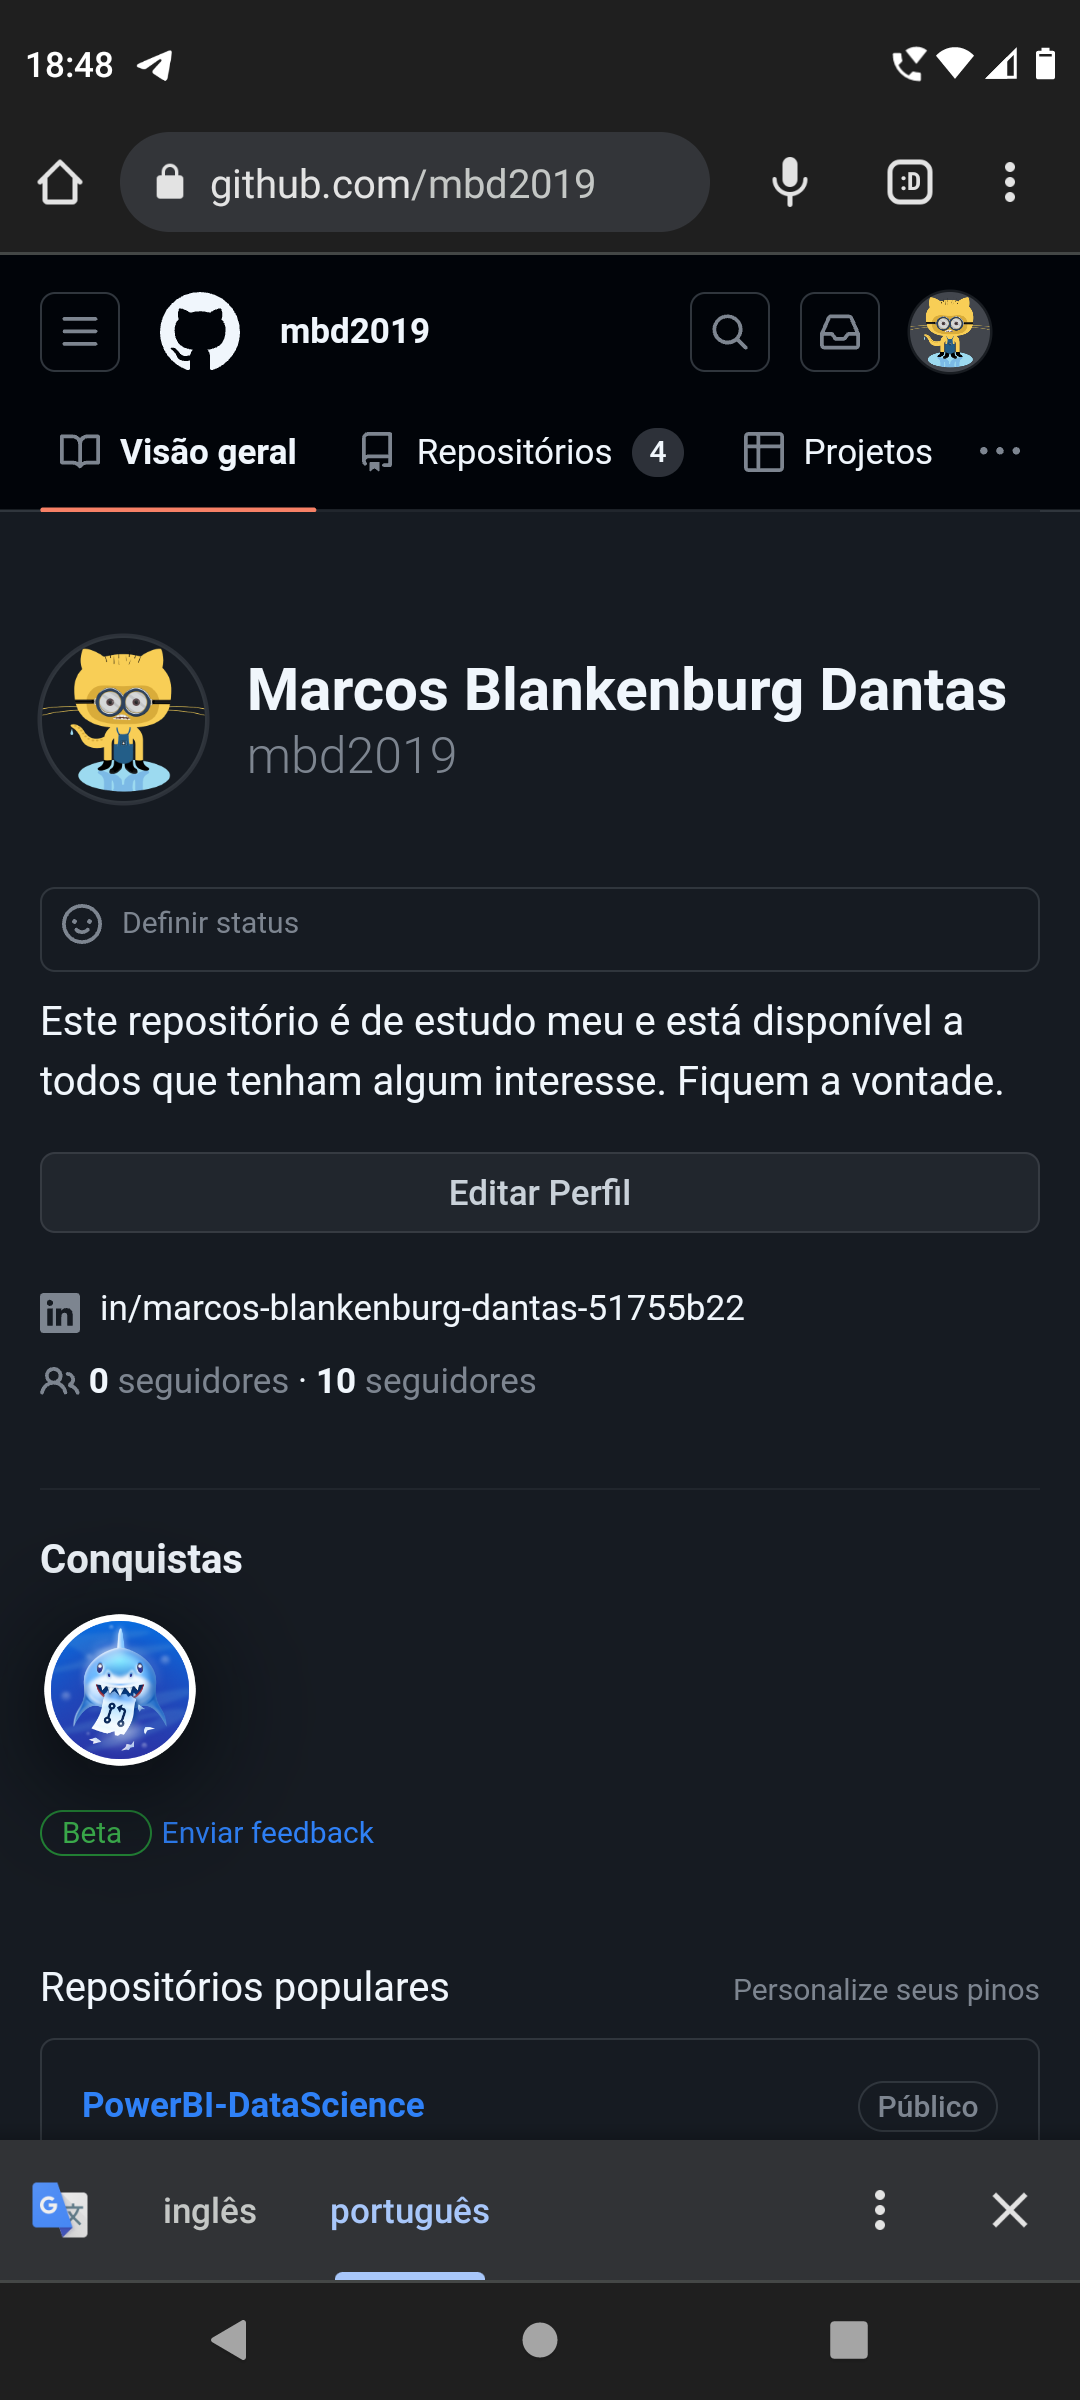 18:48
github.com/mbd2019
:D
mbd2019
Visão geral
Repositórios 4
Projetos
Marcos Blankenburg Dantas
mbd2019
Definir status
Este repositório é de estudo meu e está disponível a
todos que tenham algum interesse. Fiquem a vontade.
Editar Perfil
in in/marcos-blankenburg-dantas-51755b22
0 seguidores · 10 seguidores
Conquistas
Beta Enviar feedback
Repositórios populares
Personalize seus pinos
PowerBI-DataScience
Público
G 文
inglês
português